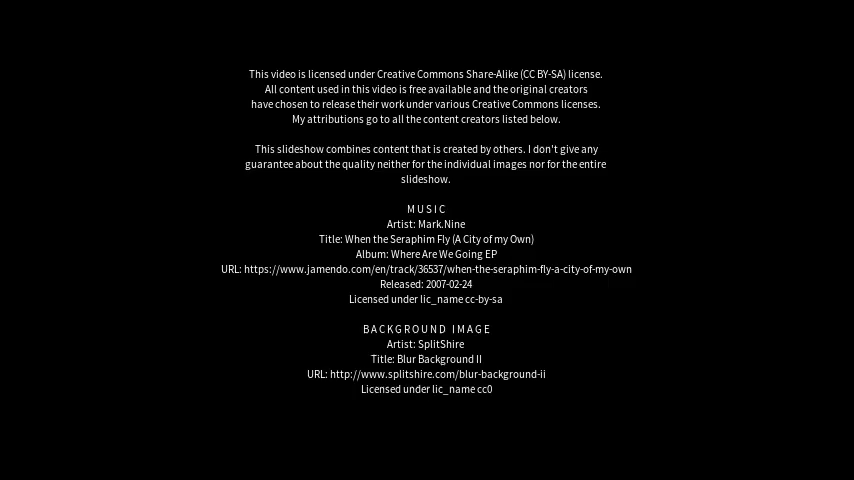 This video is licensed under Creative Commons Share-Alike (CC BY-SA) license.
All content used in this video is free available and the original creators
have chosen to release their work under various Creative Commons licenses.
My attributions go to all the content creators listed below.
This slideshow combines content that is created by others. I don't give any
guarantee about the quality neither for the individual images nor for the entire
slideshow.
MUSIC
Artist: Mark.Nine
Title: When the Seraphim Fly (A City of my Own)
Album: Where Are We Going EP
URL: https://www.jamendo.com/en/track/36537/when-the-seraphim-fly-a-city-of-my-own
Released: 2007-02-24
Licensed under lic_name cc-by-sa
BACKGROUND IMAGE
Artist: SplitShire
Title: Blur Background II
URL: http://www.splitshire.com/blur-background-ii
Licensed under lic_name cc0